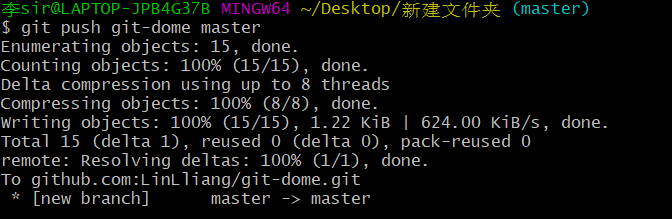 李sir@LAPTOP-JPB4G37B MINGW64 ~/Desktop/新建文件夹 (master)
$ git push git-dome master
Enumerating objects: 15, done.
Counting objects: 100% (15/15), done.
Delta compression using up to 8 threads
Compressing objects: 100% (8/8), done.
Writing objects: 100% (15/15), 1.22 KiB | 624.00 KiB/s, done.
Total 15 (delta 1), reused 0 (delta 0), pack-reused 0
remote: Resolving deltas: 100% (1/1), done.
To github.com:LinLliang/git-dome.git
 * [new branch]      master -> master